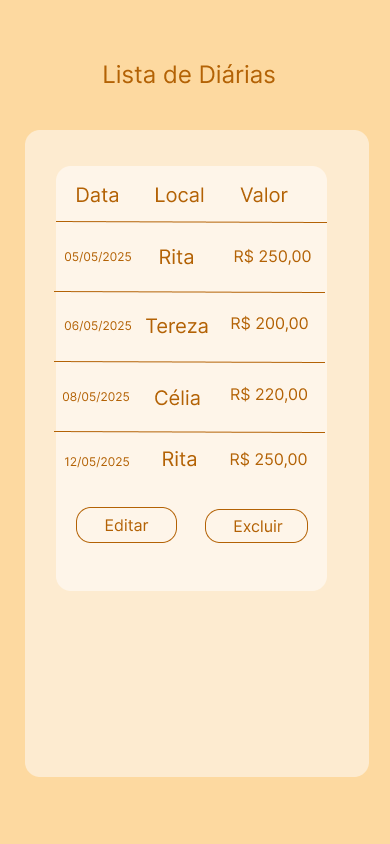 Lista de Diárias
Data Local Valor
05/05/2025 Rita R$ 250,00
06/05/2025 Tereza R$ 200,00
08/05/2025 Célia R$ 220,00
12/05/2025 Rita R$ 250,00
Editar Excluir